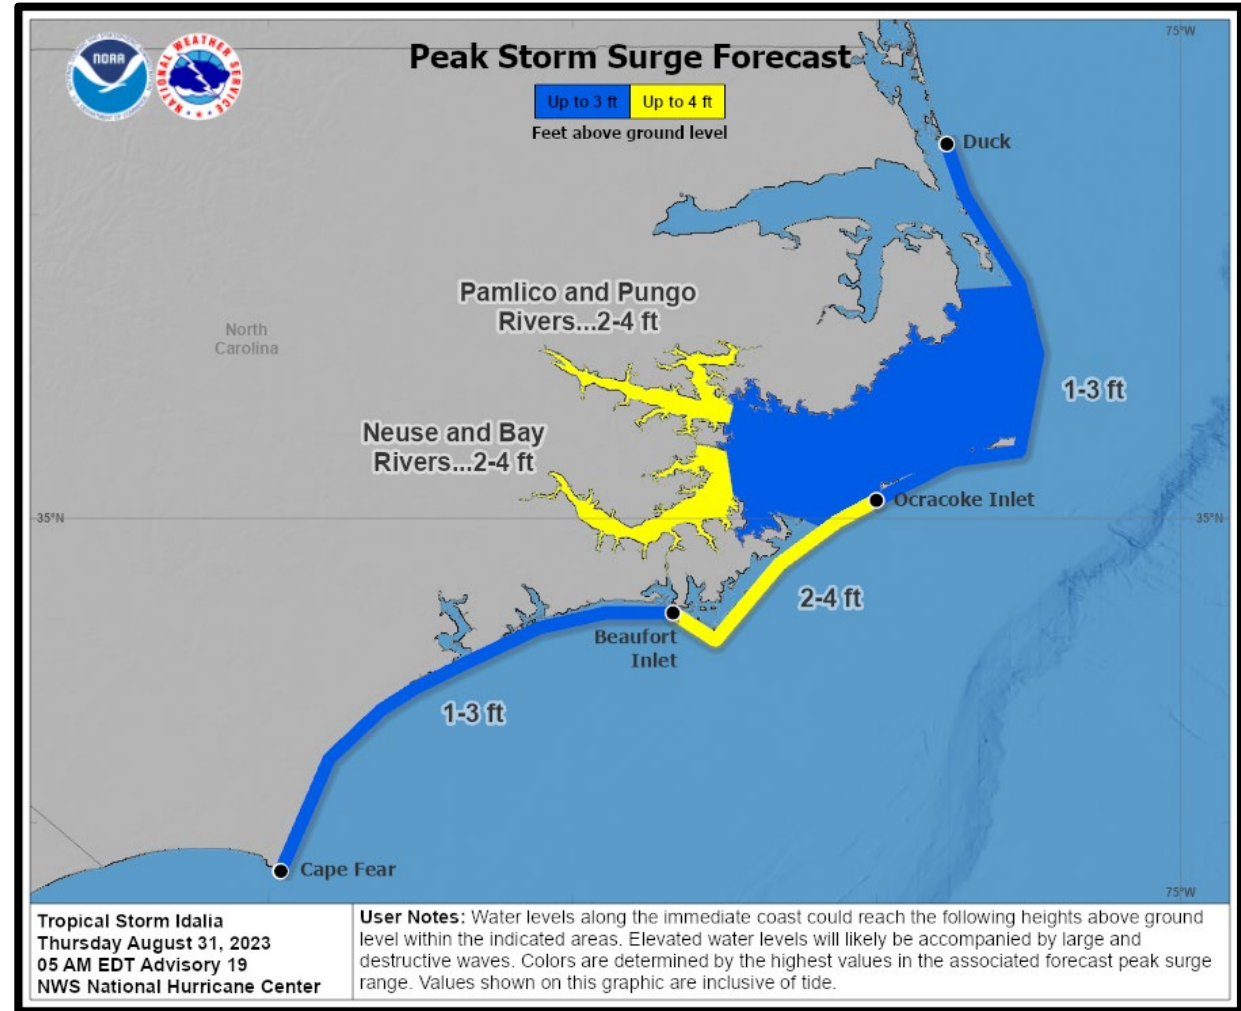 NOAA
NATIONAL WEATHER SERVICE
Peak Storm Surge Forecast
Up to 3 ft
Up to 4 ft
Feet above ground level
75°W
Duck
Pamlico and Pungo
Rivers...2-4 ft
North
Carolina
1-3 ft
Neuse and Bay
Rivers...2-4 ft
Ocracoke Inlet
35°N
35°N
2-4 ft
Beaufort
Inlet
1-3 ft
Cape Fear
75°W
Tropical Storm Idalia
Thursday August 31, 2023
05 AM EDT Advisory 19
NWS National Hurricane Center
User Notes: Water levels along the immediate coast could reach the following heights above ground
level within the indicated areas. Elevated water levels will likely be accompanied by large and
destructive waves. Colors are determined by the highest values in the associated forecast peak surge
range. Values shown on this graphic are inclusive of tide.